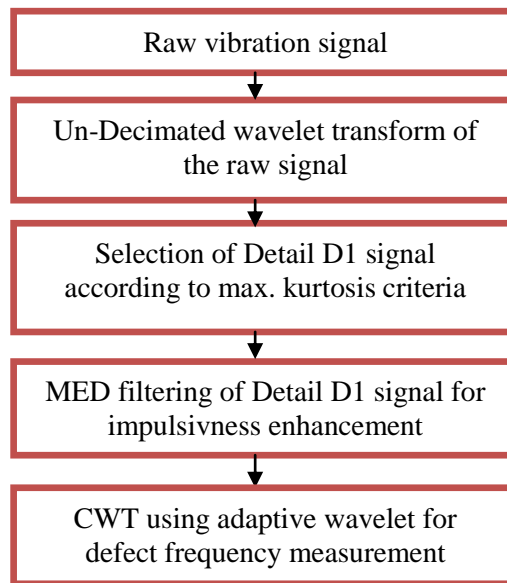 Raw vibration signal
Un-Decimated wavelet transform of
the raw signal
Selection of Detail D1 signal
according to max. kurtosis criteria
MED filtering of Detail D1 signal for
impulsivness enhancement
CWT using adaptive wavelet for
defect frequency measurement